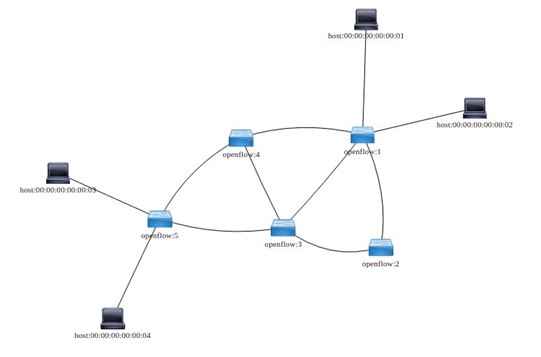 host:00:00:00:00:00:01
host:00:00:00:00:00:02
openflow:4
openflow:1
host:00:00:00:00:00:03
openflow:5
openflow:3
openflow:2
host:00:00:00:00:00:04